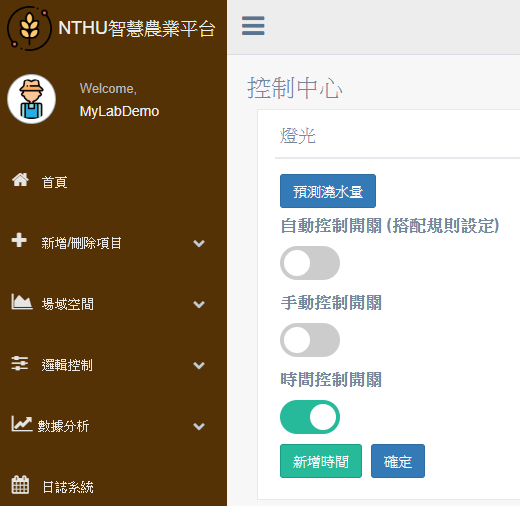 NTHU智慧農業平台
Welcome,
MyLabDemo
首頁
新增/刪除項目
場域空間
邏輯控制
數據分析
日誌系統
控制中心
燈光
預測澆水量
自動控制開關 (搭配規則設定)
手動控制開關
時間控制開關
新增時間
確定